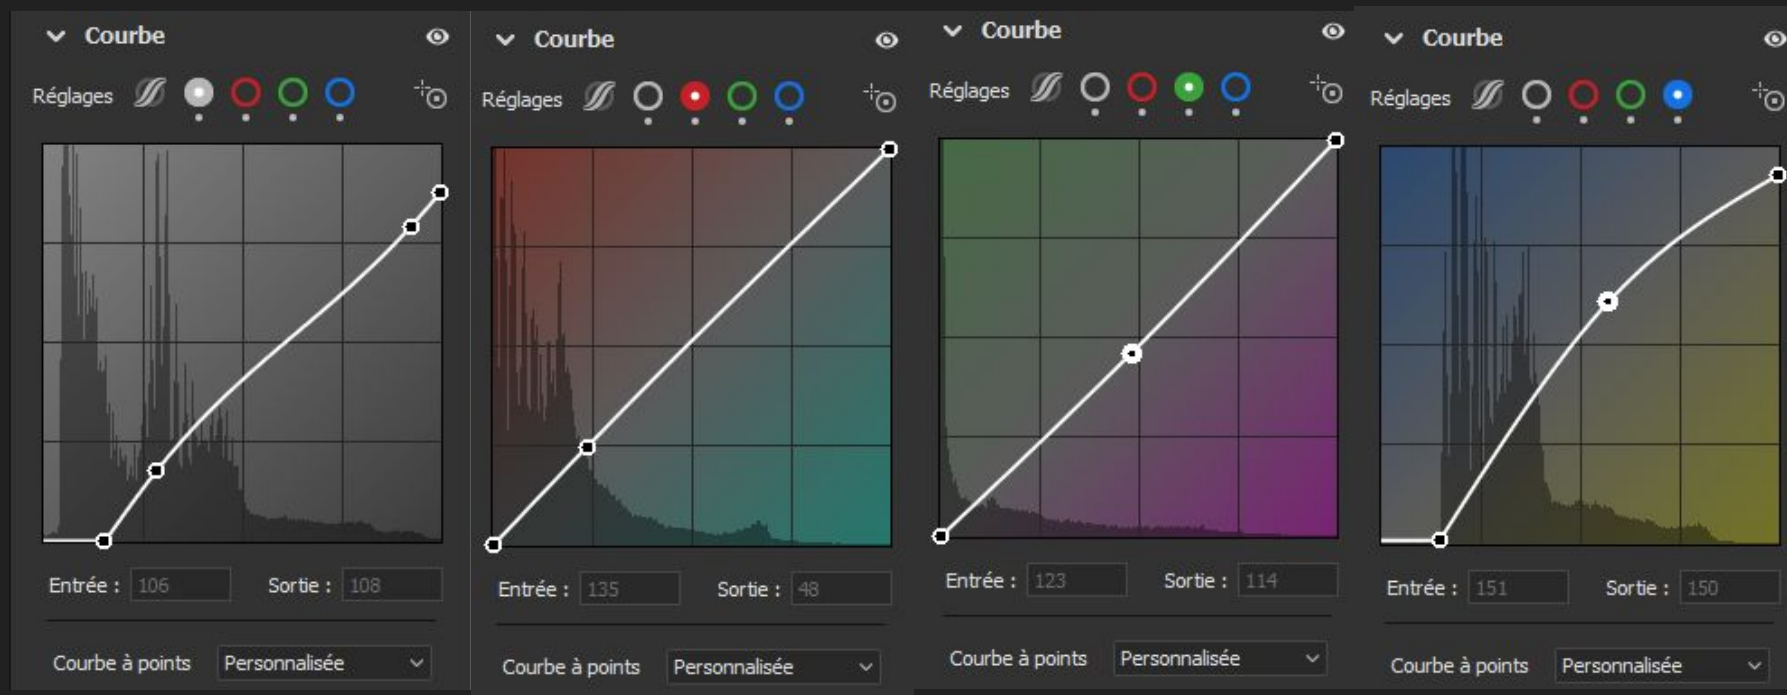 Courbe
Réglages
Entrée : 106 Sortie : 108
Courbe à points Personnalisée
Courbe
Réglages
Entrée : 135 Sortie : 48
Courbe à points Personnalisée
Courbe
Réglages
Entrée : 123 Sortie : 114
Courbe à points Personnalisée
Courbe
Réglages
Entrée : 151 Sortie : 150
Courbe à points Personnalisée